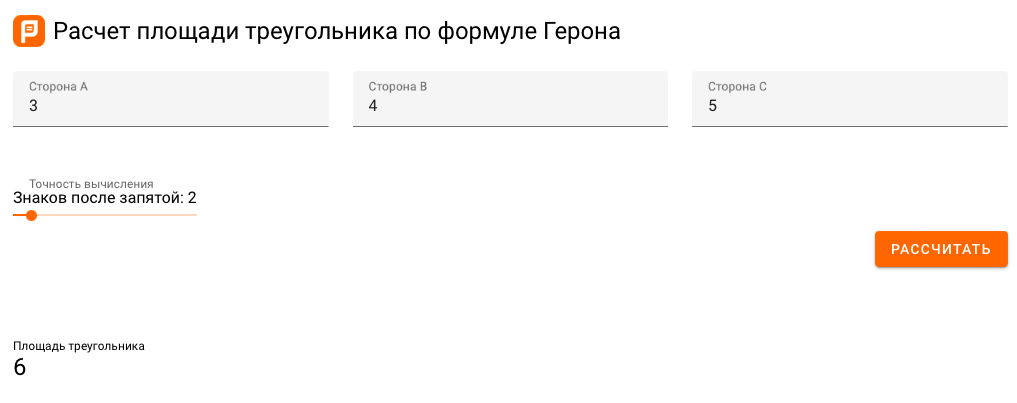 Расчет площади треугольника по формуле Герона
Сторона A
3
Сторона B
4
Сторона C
5
Точность вычисления
Знаков после запятой: 2
РАССЧИТАТЬ
Площадь треугольника
6